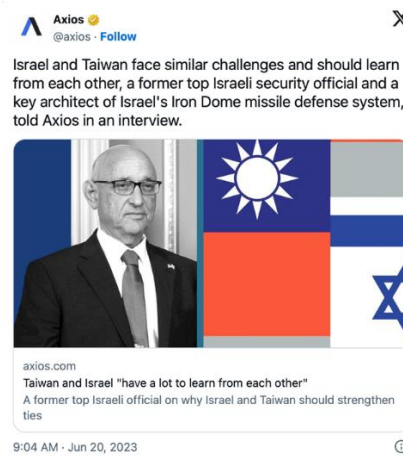 Axios
@axios · Follow
Israel and Taiwan face similar challenges and should learn
from each other, a former top Israeli security official and a
key architect of Israel's Iron Dome missile defense system,
told Axios in an interview.
axios.com
Taiwan and Israel "have a lot to learn from each other"
A former top Israeli official on why Israel and Taiwan should strengthen
ties
9:04 AM · Jun 20, 2023